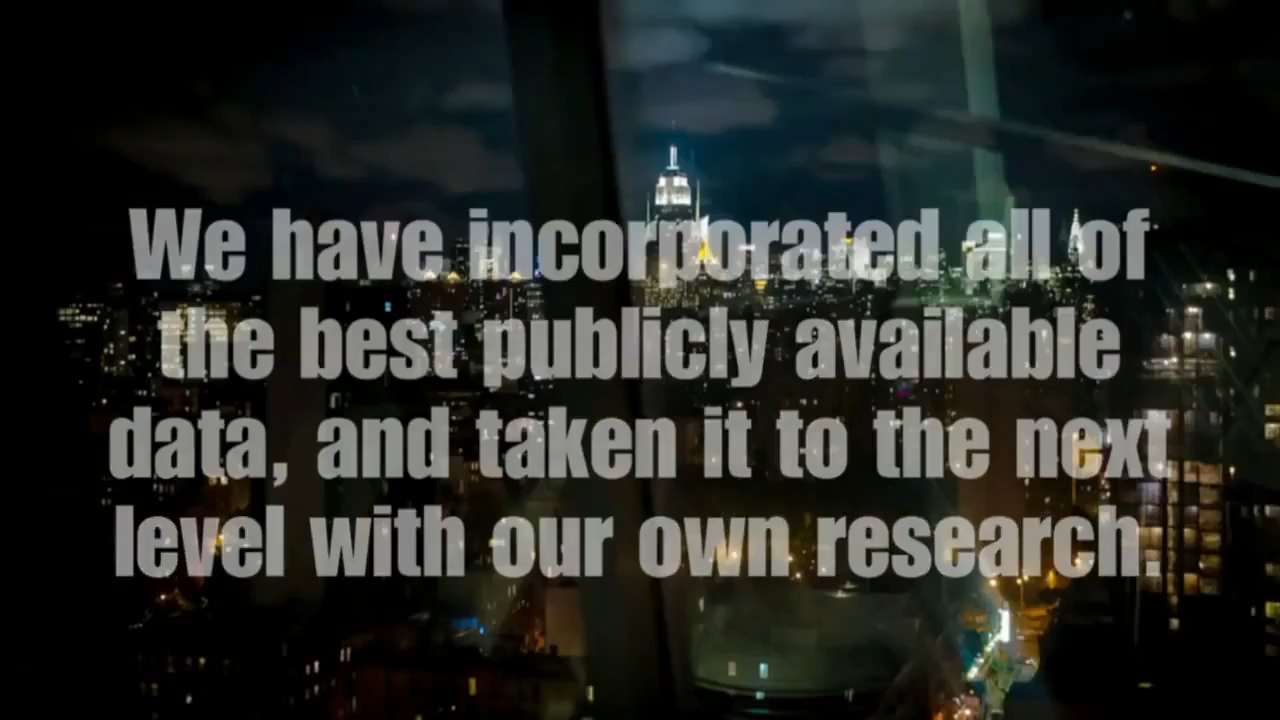 We have incorporated all of
the best publicly available
data, and taken it to the next
level with our own research.